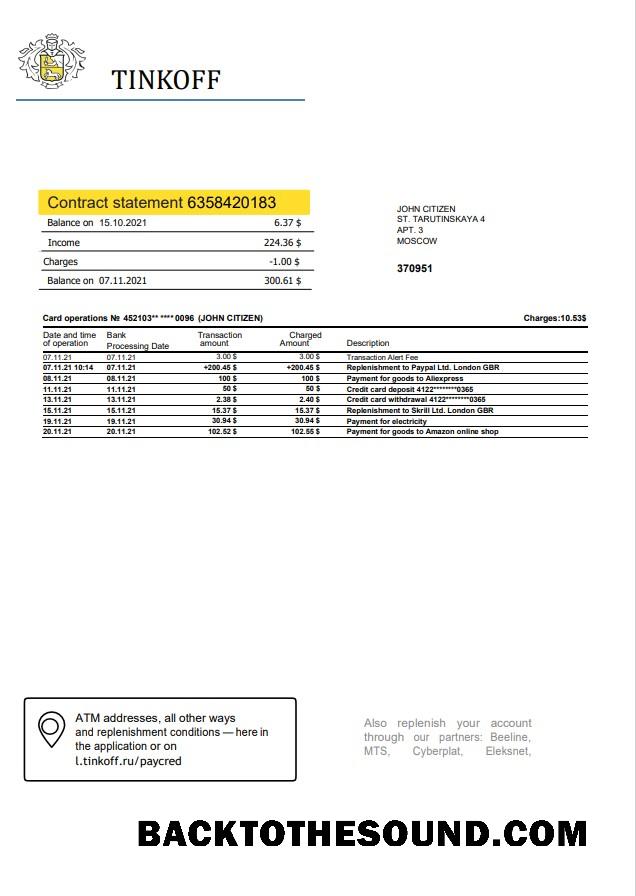 TINKOFF
Contract statement 6358420183
Balance on 15.10.2021 6.37 $
Income 224.36 $
Charges -1.00 $
Balance on 07.11.2021 300.61 $
JOHN CITIZEN
ST. TARUTINSKAYA 4
APT. 3
MOSCOW
370951
Card operations № 452103** **** 0096 (JOHN CITIZEN) Charges:10.53$
Date and time of operation Bank Processing Date Transaction amount Charged Amount Description
07.11.21 07.11.21 3.00 $ 3.00 $ Transaction Alert Fee
07.11.21 10:14 07.11.21 +200.45 $ +200.45 $ Replenishment to Paypal Ltd. London GBR
08.11.21 08.11.21 100 $ 100 $ Payment for goods to Aliexpress
11.11.21 11.11.21 50 $ 50 $ Credit card deposit 4122********0365
13.11.21 13.11.21 2.38 $ 2.40 $ Credit card withdrawal 4122********0365
15.11.21 15.11.21 15.37 $ 15.37 $ Replenishment to Skrill Ltd. London GBR
19.11.21 19.11.21 30.94 $ 30.94 $ Payment for electricity
20.11.21 20.11.21 102.52 $ 102.55 $ Payment for goods to Amazon online shop
ATM addresses, all other ways
and replenishment conditions — here in
the application or on
l.tinkoff.ru/paycred
Also replenish your account
through our partners: Beeline,
MTS, Cyberplat, Eleksnet,
BACKTOTHESOUND.COM